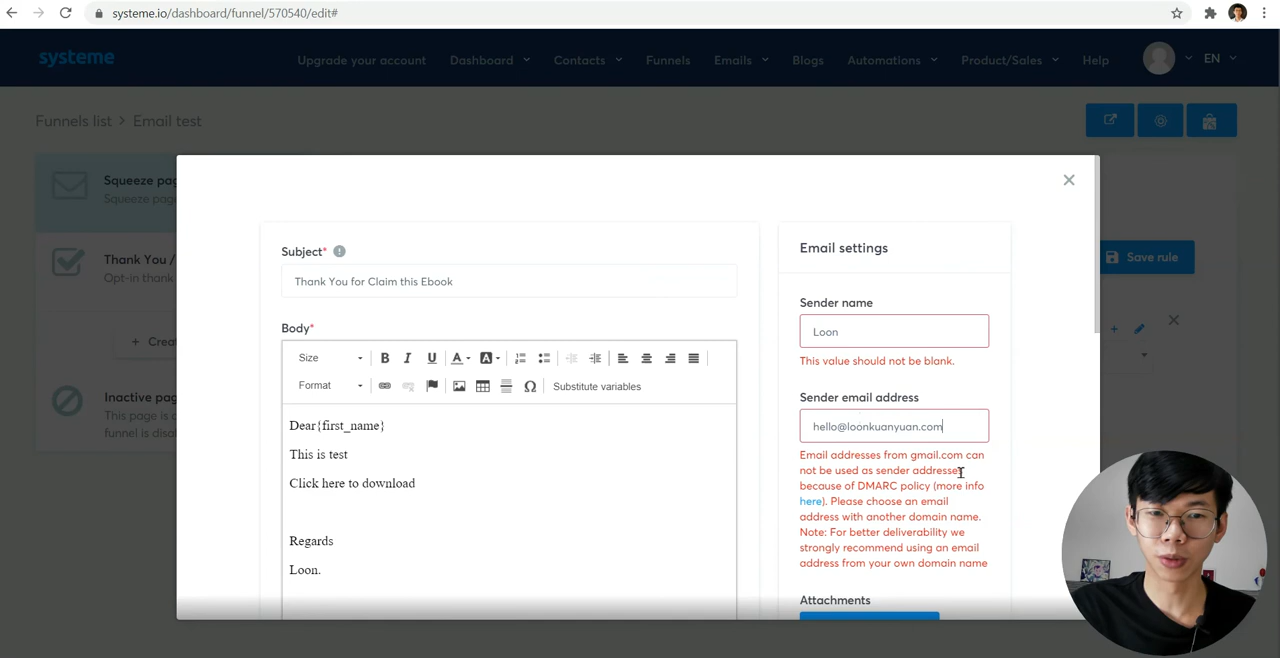 systeme.io/dashboard/funnel/570540/edit#
systeme
Upgrade your account
Dashboard
Contacts
Funnels
Emails
Blogs
Automations
Product/Sales
Help
EN
Funnels list > Email test
Squeeze pag
Squeeze pag
Thank You /
Opt-in thank
+ Crea
Inactive pag
This page is
funnel is disa
Save rule
Subject*
Thank You for Claim this Ebook
Body*
Size
B I U A A
Format
Substitute variables
Dear{first_name}
This is test
Click here to download
Regards
Loon.
Email settings
Sender name
Loon
This value should not be blank.
Sender email address
hello@loonkuanyuan.com
Email addresses from gmail.com can
not be used as sender addresses
because of DMARC policy (more info
here). Please choose an email
address with another domain name.
Note: For better deliverability we
strongly recommend using an email
address from your own domain name
Attachments